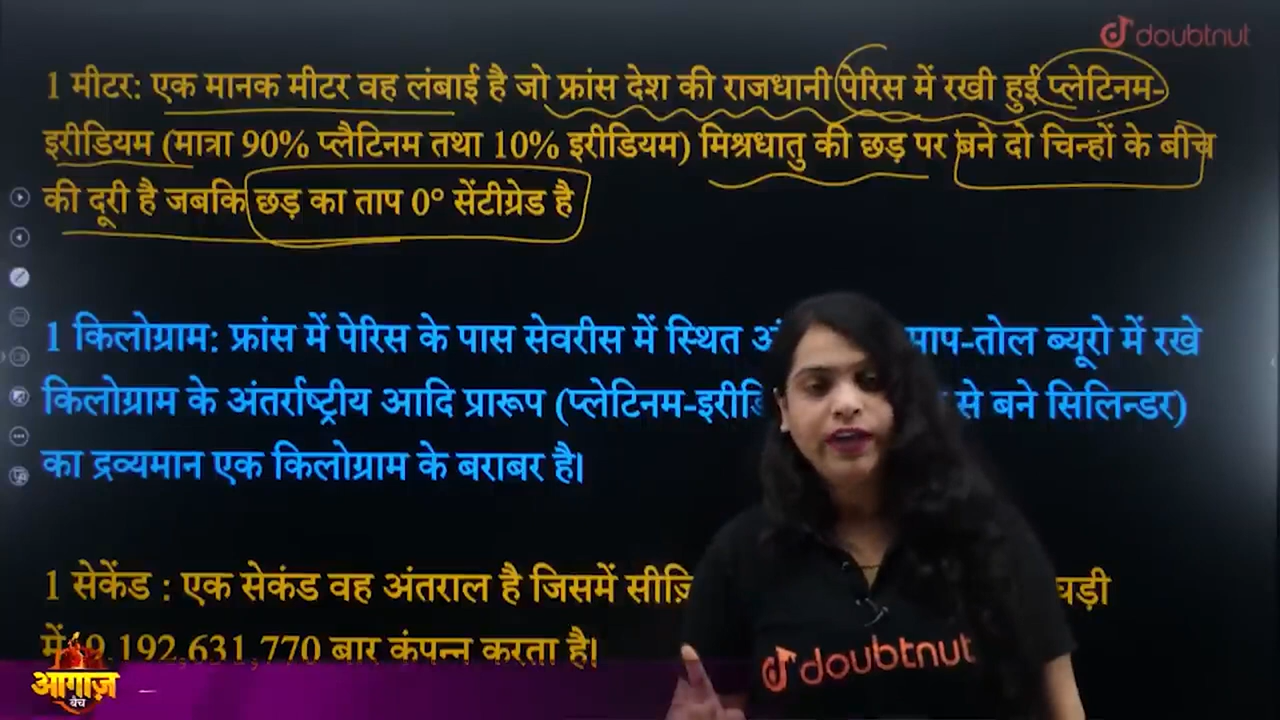 doubtnut
1 मीटर: एक मानक मीटर वह लंबाई है जो फ्रांस देश की राजधानी पेरिस में रखी हुई प्लेटिनम-
इरीडियम (मात्रा 90% प्लैटिनम तथा 10% इरीडियम) मिश्रधातु की छड़ पर बने दो चिन्हों के बीच
की दूरी है जबकि छड़ का ताप 0° सेंटीग्रेड है
1 किलोग्राम: फ्रांस में पेरिस के पास सेवरीस में स्थित माप-तोल ब्यूरो में रखे
किलोग्राम के अंतर्राष्ट्रीय आदि प्रारूप (प्लेटिनम-इरीडि से बने सिलिन्डर)
का द्रव्यमान एक किलोग्राम के बराबर है।
1 सेकेंड : एक सेकंड वह अंतराल है जिसमें घड़ी
में 9,192,631,770 बार कंपन्न करता है।
doubtnut
आगाज़
बैच